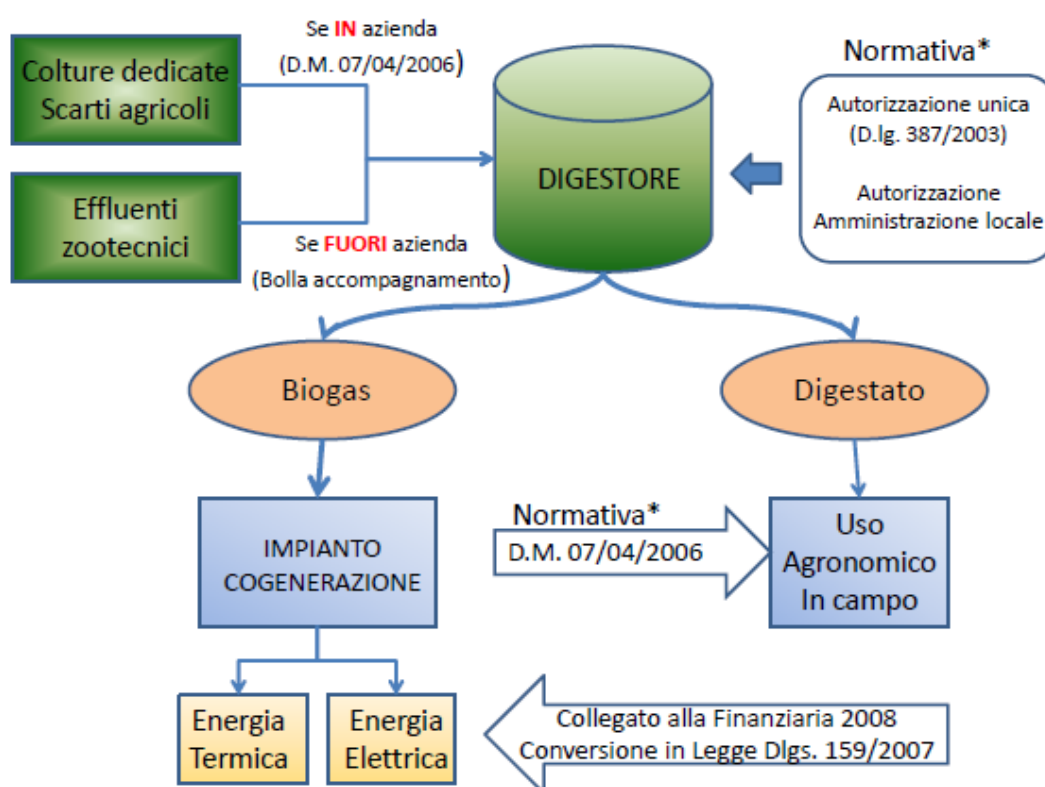 Colture dedicate
Scarti agricoli
Se IN azienda
(D.M. 07/04/2006)
Effluenti
zootecnici
Se FUORI azienda
(Bolla accompagnamento)
DIGESTORE
Normativa*
Autorizzazione unica
(D.lg. 387/2003)
Autorizzazione
Amministrazione locale
Biogas
Digestato
IMPIANTO
COGENERAZIONE
Normativa*
D.M. 07/04/2006
Uso
Agronomico
In campo
Energia
Termica
Energia
Elettrica
Collegato alla Finanziaria 2008
Conversione in Legge Dlgs. 159/2007